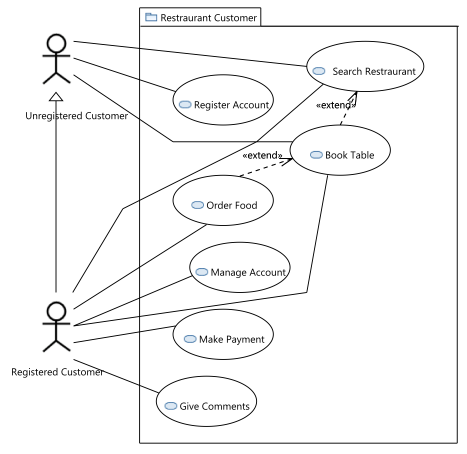 Restraurant Customer
Search Restraurant
Register Account
Unregistered Customer
«extend»
Book Table
«extend»
Order Food
Manage Account
Make Payment
Registered Customer
Give Comments